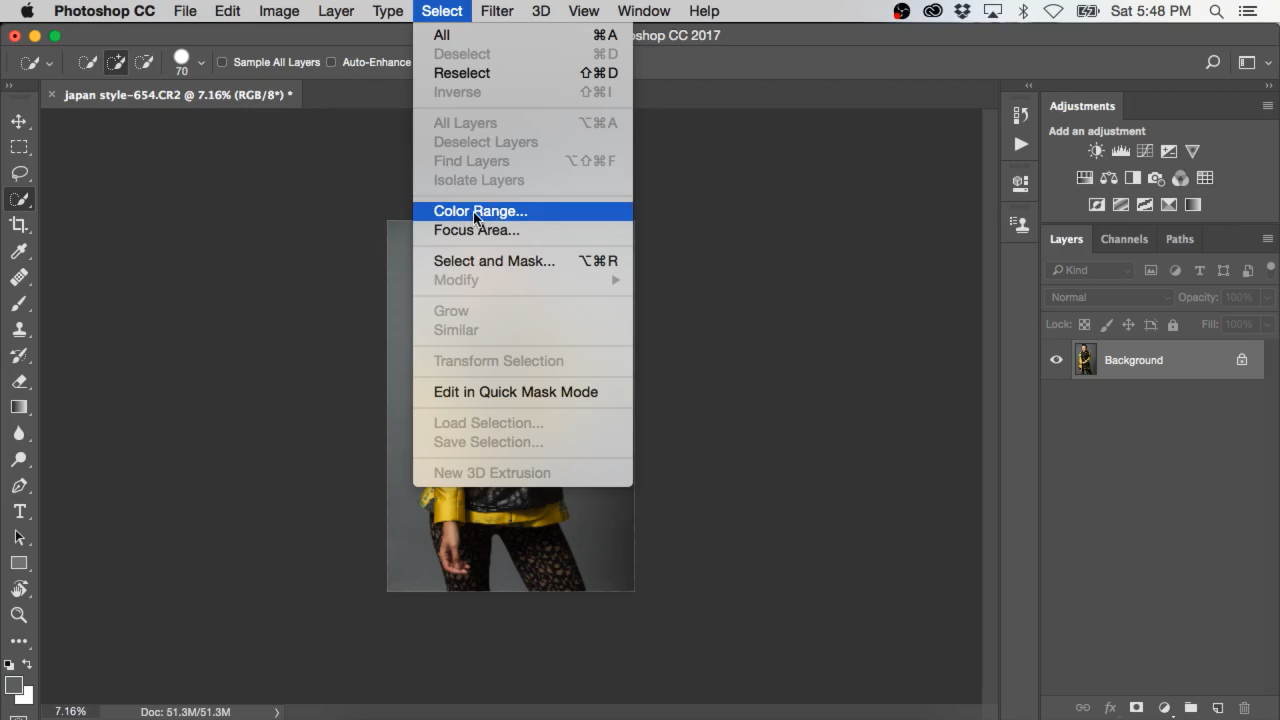 Photoshop CC File Edit Image Layer Type Select Filter 3D View Window Help Sat 5:48 PM
shop CC 2017
70 Sample All Layers Auto-Enhance
× japan style-654.CR2 @ 7.16% (RGB/8*) *
All ⌘A
Deselect ⌘D
Reselect ⇧⌘D
Inverse ⇧⌘I
All Layers ⌥⌘A
Deselect Layers
Find Layers ⌥⇧⌘F
Isolate Layers
Color Range...
Focus Area...
Select and Mask... ⌥⌘R
Modify
Grow
Similar
Transform Selection
Edit in Quick Mask Mode
Load Selection...
Save Selection...
New 3D Extrusion
Adjustments
Add an adjustment
Layers Channels Paths
Kind
Normal Opacity: 100%
Lock: Fill: 100%
Background
7.16% Doc: 51.3M/51.3M